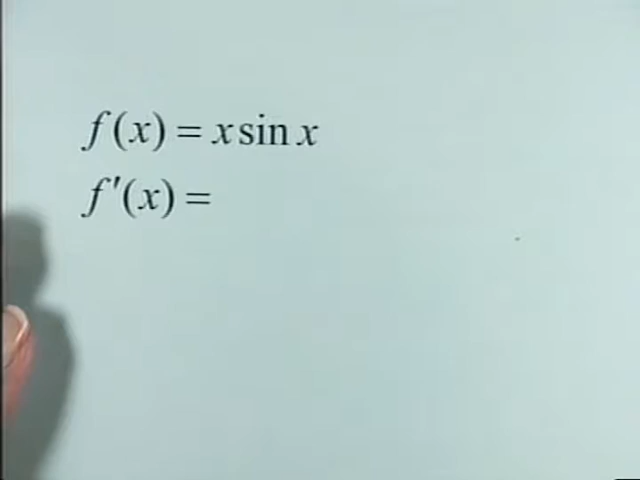 f(x) = x sin x
f'(x) =